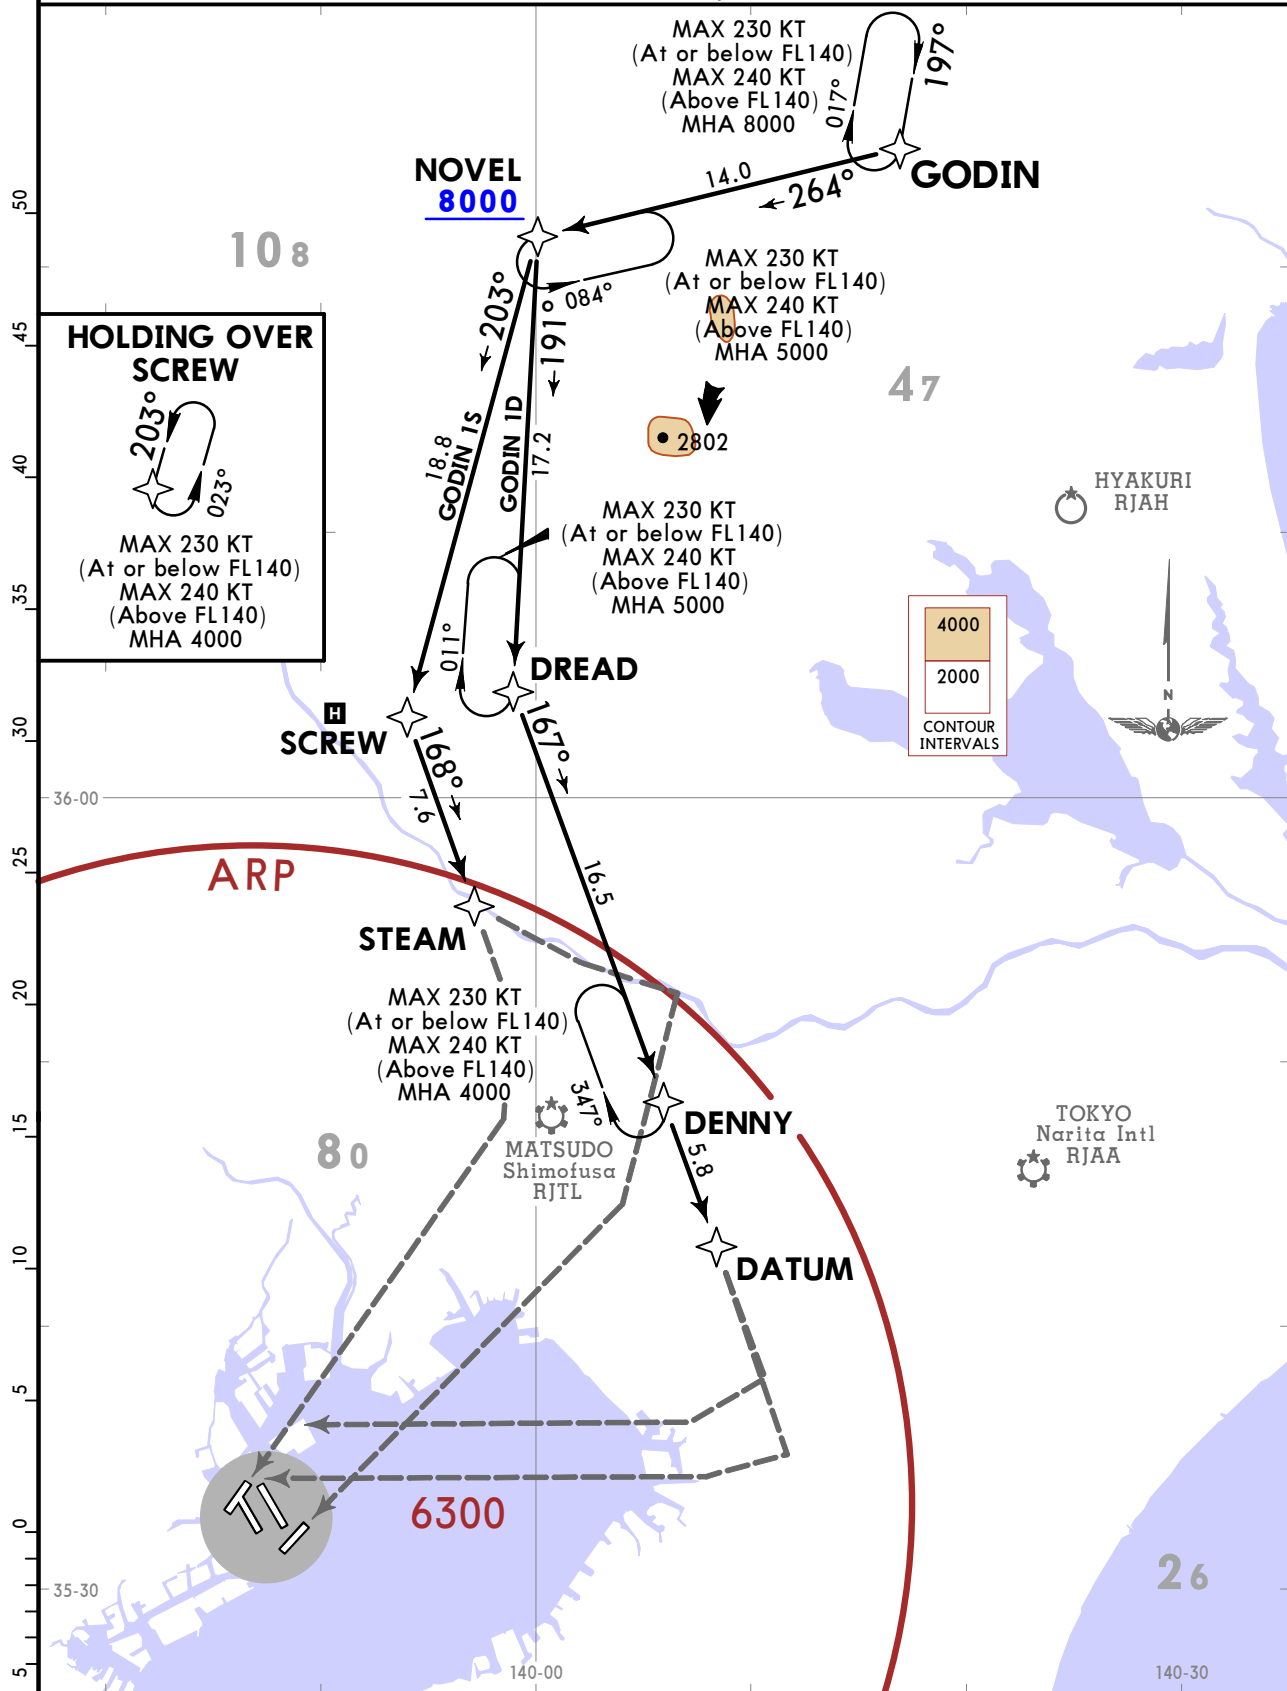 MAX 230 KT
(At or below FL140)
MAX 240 KT
(Above FL140)
MHA 8000
017°
197°
GODIN
14.0
264°
NOVEL
8000
50
10 8
MAX 230 KT
(At or below FL140)
MAX 240 KT
(Above FL140)
MHA 5000
084°
203°
191°
45
HOLDING OVER
SCREW
203°
023°
MAX 230 KT
(At or below FL140)
MAX 240 KT
(Above FL140)
MHA 4000
47
2802
18.8
GODIN 1S
GODIN 1D
17.2
40
HYAKURI
RJAH
MAX 230 KT
(At or below FL140)
MAX 240 KT
(Above FL140)
MHA 5000
35
4000
2000
CONTOUR
INTERVALS
N
011°
DREAD
H
SCREW
30
168°
167°
7.6
36-00
25
ARP
16.5
STEAM
20
MAX 230 KT
(At or below FL140)
MAX 240 KT
(Above FL140)
MHA 4000
347°
DENNY
15
80
MATSUDO
Shimofusa
RJTL
5.8
TOKYO
Narita Intl
RJAA
10
DATUM
5
6300
0
35-30
26
5
140-00
140-30